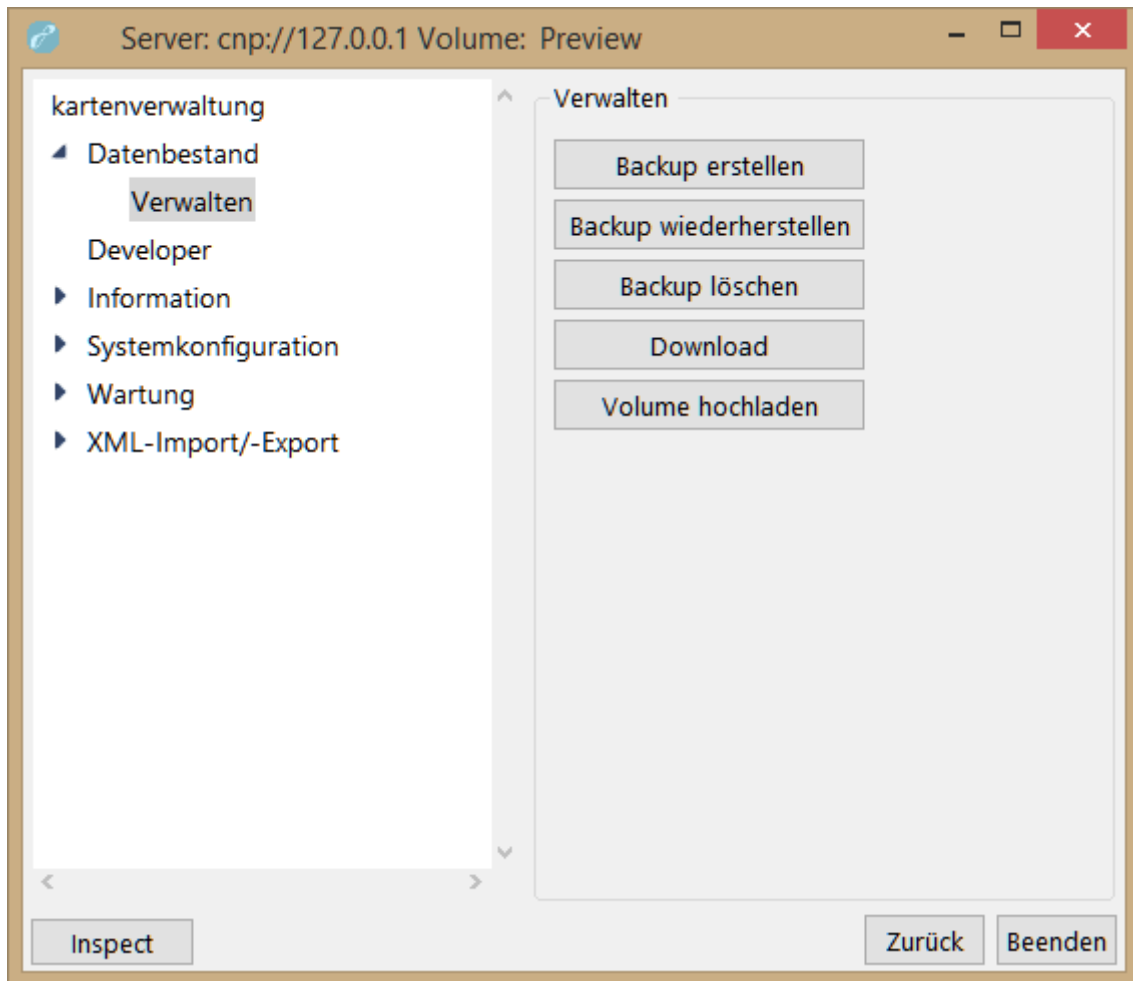 Server: cnp://127.0.0.1 Volume: Preview
kartenverwaltung
Datenbestand
Verwalten
Developer
Information
Systemkonfiguration
Wartung
XML-Import/-Export
Verwalten
Backup erstellen
Backup wiederherstellen
Backup löschen
Download
Volume hochladen
Inspect
Zurück
Beenden